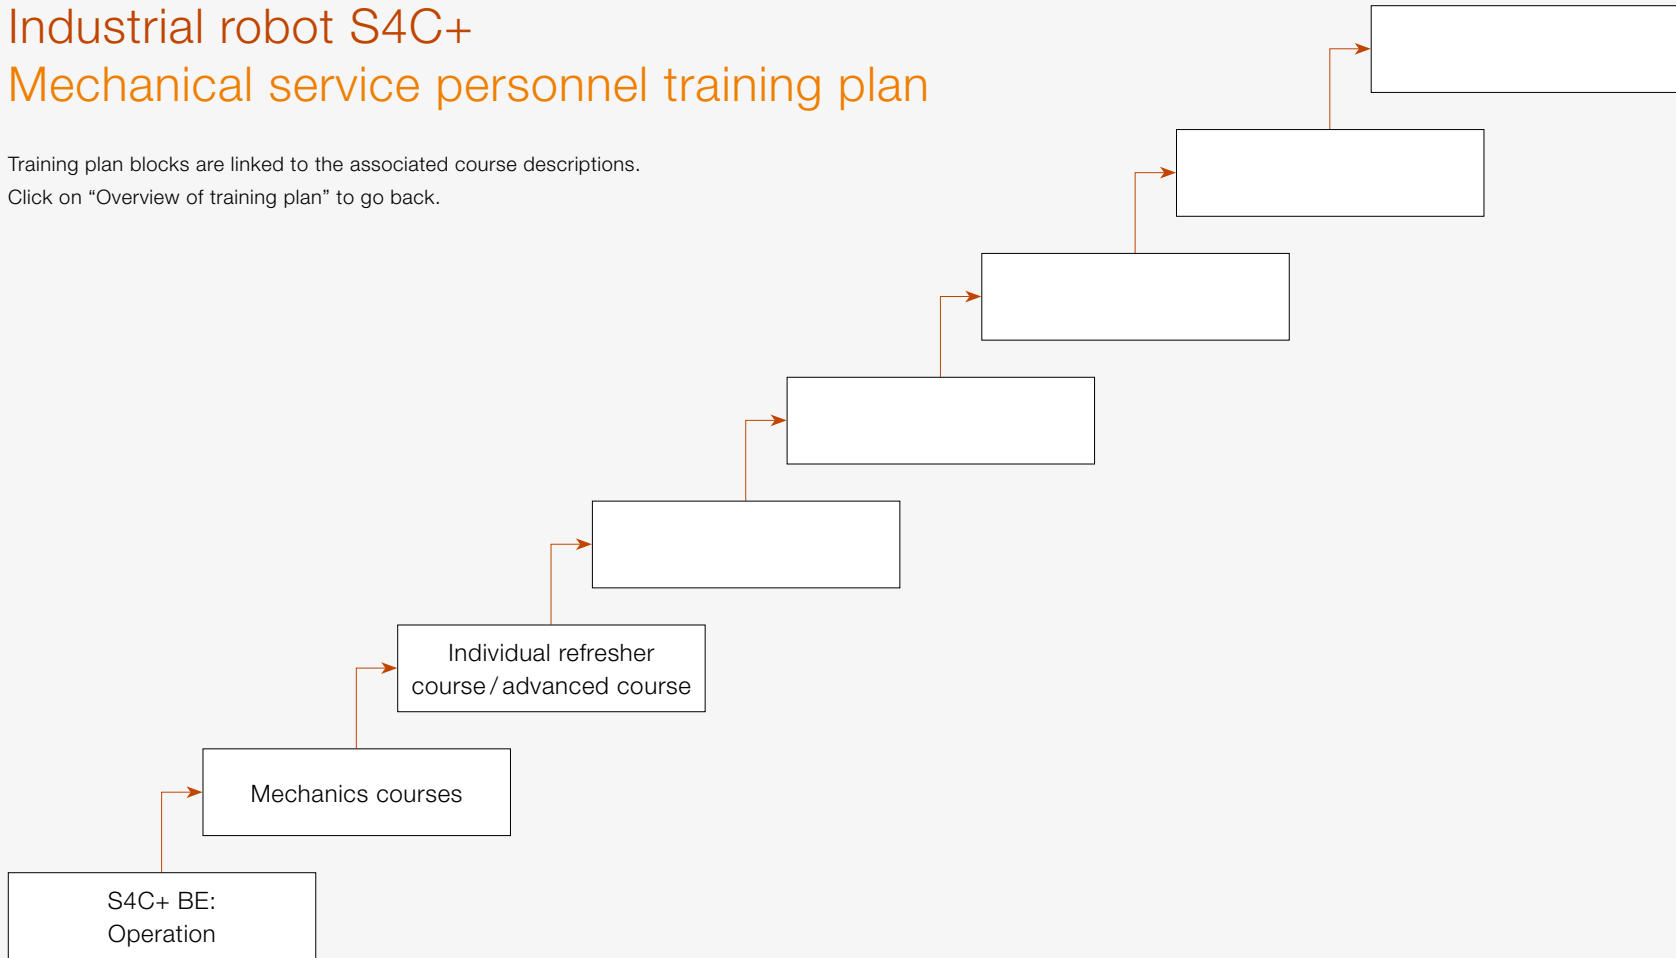 Industrial robot S4C+
Mechanical service personnel training plan
Training plan blocks are linked to the associated course descriptions.
Click on “Overview of training plan” to go back.
Individual refresher
course / advanced course
Mechanics courses
S4C+ BE:
Operation